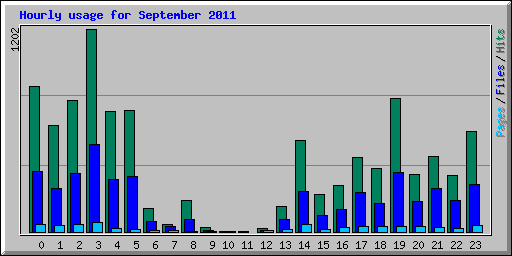 Hourly usage for September 2011
1202
Pages/Files/Hits
0 1 2 3 4 5 6 7 8 9 10 11 12 13 14 15 16 17 18 19 20 21 22 23